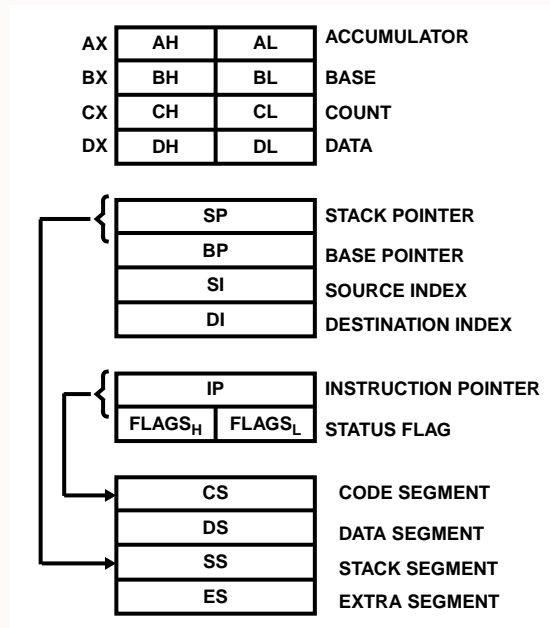 AX AH AL ACCUMULATOR
BX BH BL BASE
CX CH CL COUNT
DX DH DL DATA
SP STACK POINTER
BP BASE POINTER
SI SOURCE INDEX
DI DESTINATION INDEX
IP INSTRUCTION POINTER
FLAGSH FLAGSL STATUS FLAG
CS CODE SEGMENT
DS DATA SEGMENT
SS STACK SEGMENT
ES EXTRA SEGMENT